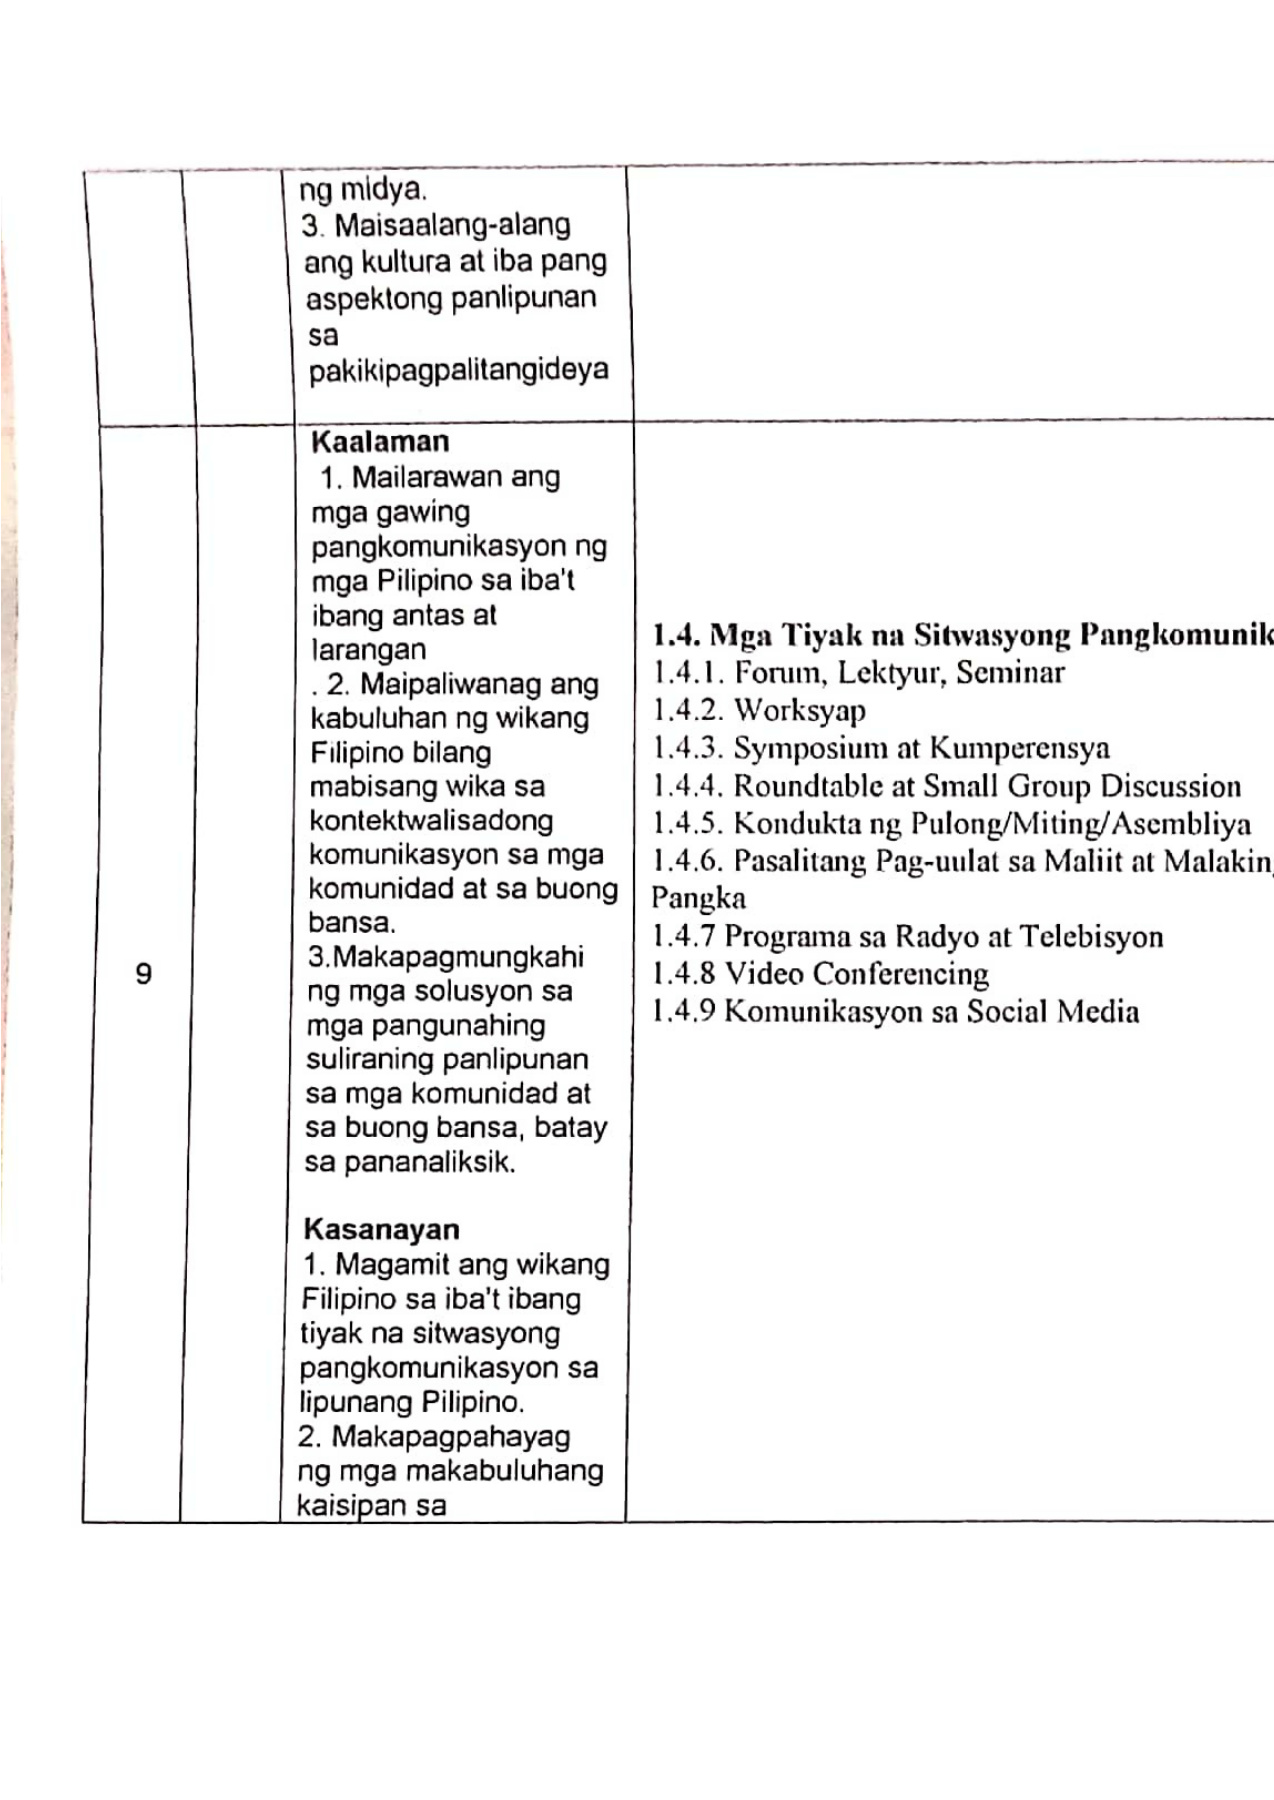 ng midya.
3. Maisaalang-alang
ang kultura at iba pang
aspektong panlipunan
sa
pakikipagpalitangideya
9
Kaalaman
1. Mailarawan ang
mga gawing
pangkomunikasyon ng
mga Pilipino sa iba't
ibang antas at
larangan
. 2. Maipaliwanag ang
kabuluhan ng wikang
Filipino bilang
mabisang wika sa
kontektwalisadong
komunikasyon sa mga
komunidad at sa buong
bansa.
3.Makapagmungkahi
ng mga solusyon sa
mga pangunahing
suliraning panlipunan
sa mga komunidad at
sa buong bansa, batay
sa pananaliksik.
Kasanayan
1. Magamit ang wikang
Filipino sa iba't ibang
tiyak na sitwasyong
pangkomunikasyon sa
lipunang Pilipino.
2. Makapagpahayag
ng mga makabuluhang
kaisipan sa
1.4. Mga Tiyak na Sitwasyong Pangkomunik
1.4.1. Forum, Lektyur, Seminar
1.4.2. Worksyap
1.4.3. Symposium at Kumperensya
1.4.4. Roundtable at Small Group Discussion
1.4.5. Kondukta ng Pulong/Miting/Asembliya
1.4.6. Pasalitang Pag-uulat sa Maliit at Malakin
Pangka
1.4.7 Programa sa Radyo at Telebisyon
1.4.8 Video Conferencing
1.4.9 Komunikasyon sa Social Media